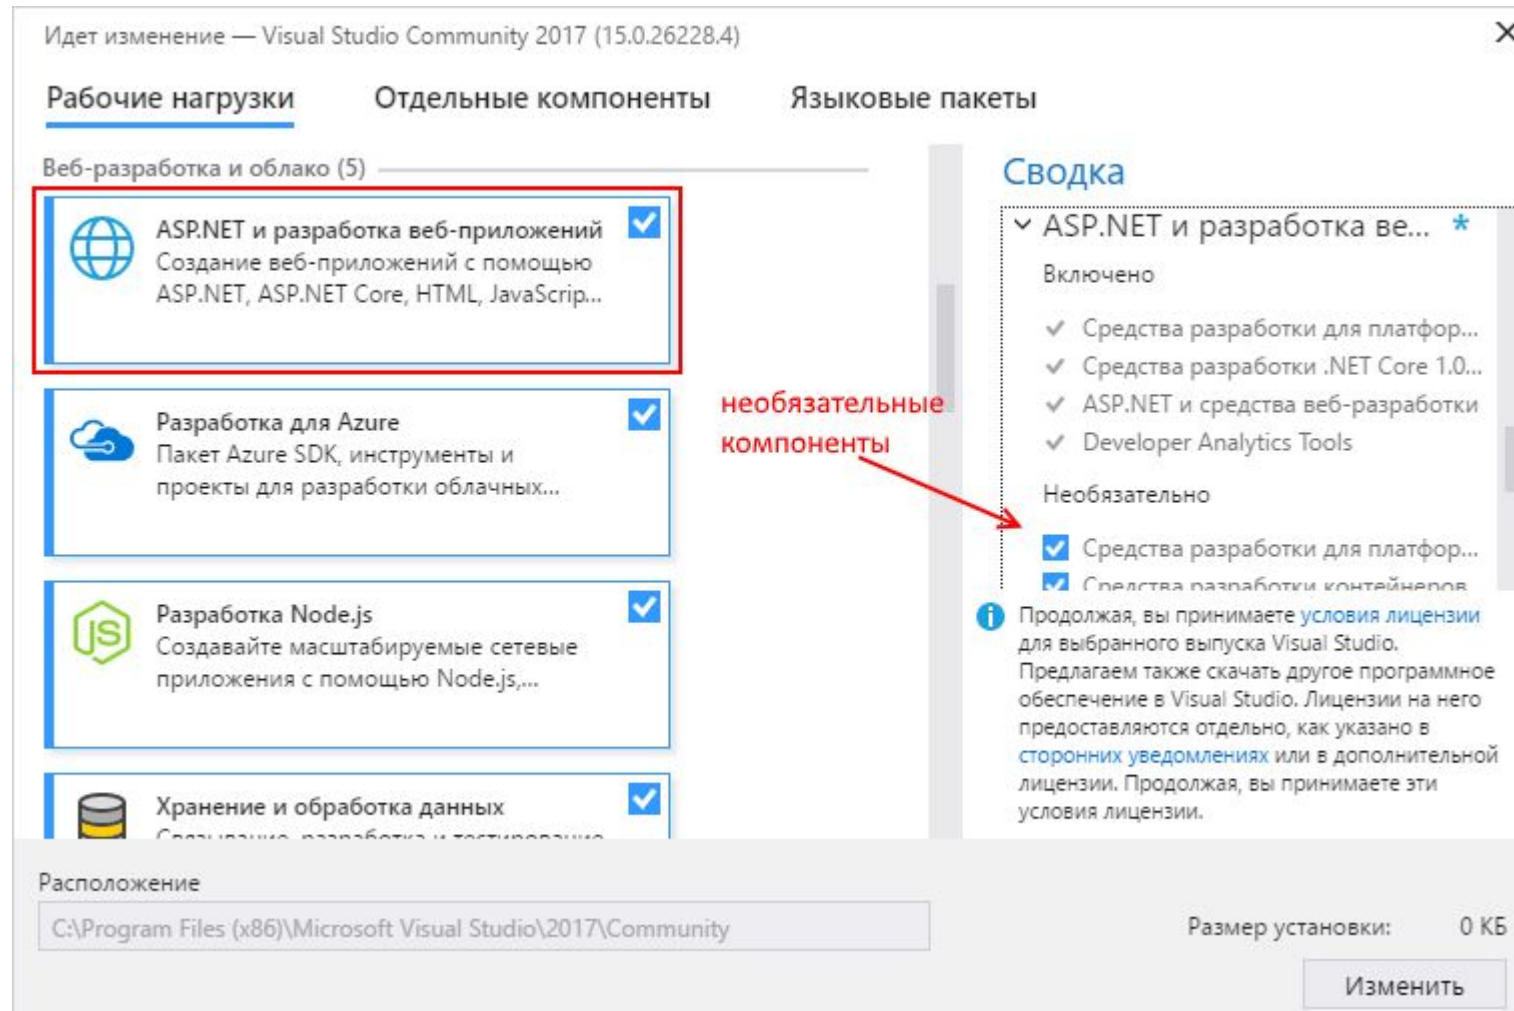 Идет изменение — Visual Studio Community 2017 (15.0.26228.4)
Рабочие нагрузки
Отдельные компоненты
Языковые пакеты
Веб-разработка и облако (5)
ASP.NET и разработка веб-приложений
Создание веб-приложений с помощью
ASP.NET, ASP.NET Core, HTML, JavaScrip...
Разработка для Azure
Пакет Azure SDK, инструменты и
проекты для разработки облачных...
Разработка Node.js
Создавайте масштабируемые сетевые
приложения с помощью Node.js,...
Хранение и обработка данных
Связывание, разработка и тестирование
необязательные
компоненты
Сводка
ASP.NET и разработка ве... *
Включено
Средства разработки для платфор...
Средства разработки .NET Core 1.0...
ASP.NET и средства веб-разработки
Developer Analytics Tools
Необязательно
Средства разработки для платфор...
Средства разработки контейнеров
Продолжая, вы принимаете условия лицензии
для выбранного выпуска Visual Studio.
Предлагаем также скачать другое программное
обеспечение в Visual Studio. Лицензии на него
предоставляются отдельно, как указано в
сторонних уведомлениях или в дополнительной
лицензии. Продолжая, вы принимаете эти
условия лицензии.
Расположение
C:\Program Files (x86)\Microsoft Visual Studio\2017\Community
Размер установки: 0 КБ
Изменить